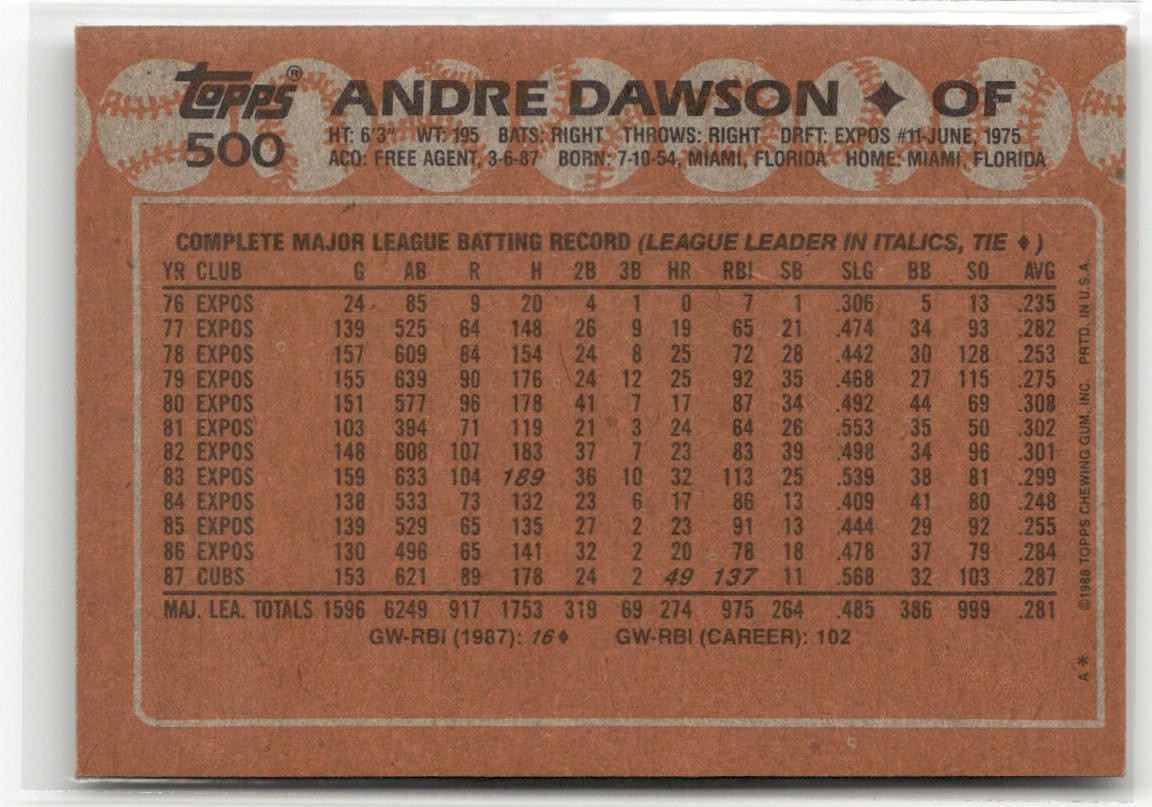 topps® ANDRE DAWSON ♦ OF
500 HT: 6'3" WT: 195 BATS: RIGHT THROWS: RIGHT DRFT: EXPOS #11-JUNE, 1975
ACQ: FREE AGENT, 3-6-87 BORN: 7-10-54, MIAMI, FLORIDA HOME: MIAMI, FLORIDA
COMPLETE MAJOR LEAGUE BATTING RECORD (LEAGUE LEADER IN ITALICS, TIE ♦)
YR CLUB G AB R H 2B 3B HR RBI SB SLG BB SO AVG
76 EXPOS 24 85 9 20 4 1 0 7 1 .306 5 13 .235
77 EXPOS 139 525 64 148 26 9 19 65 21 .474 34 93 .282
78 EXPOS 157 609 84 154 24 8 25 72 28 .442 30 128 .253
79 EXPOS 155 639 90 176 24 12 25 92 35 .468 27 115 .275
80 EXPOS 151 577 96 178 41 7 17 87 34 .492 44 69 .308
81 EXPOS 103 394 71 119 21 3 24 64 26 .553 35 50 .302
82 EXPOS 148 608 107 183 37 7 23 83 39 .498 34 96 .301
83 EXPOS 159 633 104 189 36 10 32 113 25 .539 38 81 .299
84 EXPOS 138 533 73 132 23 6 17 86 13 .409 41 80 .248
85 EXPOS 139 529 65 135 27 2 23 91 13 .444 29 92 .255
86 EXPOS 130 496 65 141 32 2 20 78 18 .478 37 79 .284
87 CUBS 153 621 89 178 24 2 49 137 11 .568 32 103 .287
MAJ. LEA. TOTALS 1596 6249 917 1753 319 69 274 975 264 .485 386 999 .281
GW-RBI (1987): 16♦ GW-RBI (CAREER): 102
A* ©1988 TOPPS CHEWING GUM, INC. PRTD. IN U.S.A.